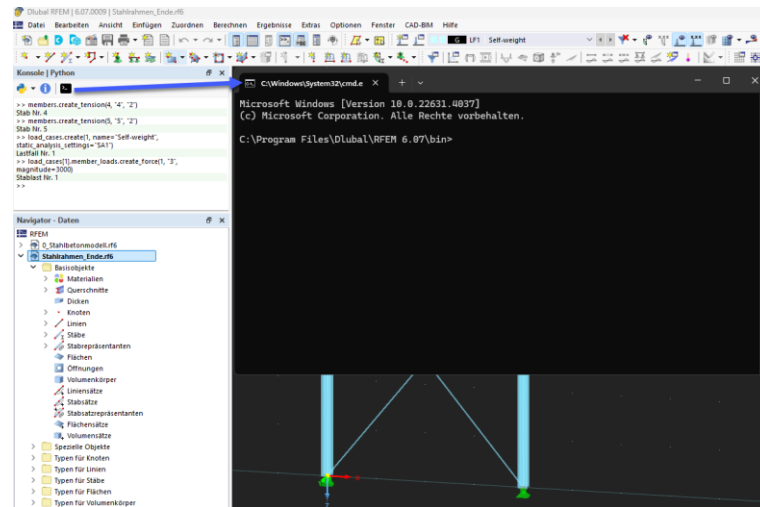 Dlubal RFEM | 6.07.0009 | Stahlrahmen_Ende.rf6
Datei Bearbeiten Ansicht Einfügen Zuordnen Berechnen Ergebnisse Extras Optionen Fenster CAD-BIM Hilfe
G LF1 Self-weight
Konsole | Python
C:\Windows\System32\cmd.e
>> members.create_tension(4, '4', '2')
Stab Nr. 4
>> members.create_tension(5, '5', '2')
Stab Nr. 5
>> load_cases.create(1, name="Self-weight",
static_analysis_settings="SA1")
Lastfall Nr. 1
>> load_cases[1].member_loads.create_force(1, '3',
magnitude=3000)
Stablast Nr. 1
>>
Microsoft Windows [Version 10.0.22631.4037]
(c) Microsoft Corporation. Alle Rechte vorbehalten.
C:\Program Files\Dlubal\RFEM 6.07\bin>
Navigator - Daten
RFEM
0_Stahlbetonmodell.rf6
Stahlrahmen_Ende.rf6
Basisobjekte
Materialien
Querschnitte
Dicken
Knoten
Linien
Stäbe
Stabrepräsentanten
Flächen
Öffnungen
Volumenkörper
Liniensätze
Stabsätze
Stabsatzrepräsentanten
Flächensätze
Volumensätze
Spezielle Objekte
Typen für Knoten
Typen für Linien
Typen für Stäbe
Typen für Flächen
Typen für Volumenkörper